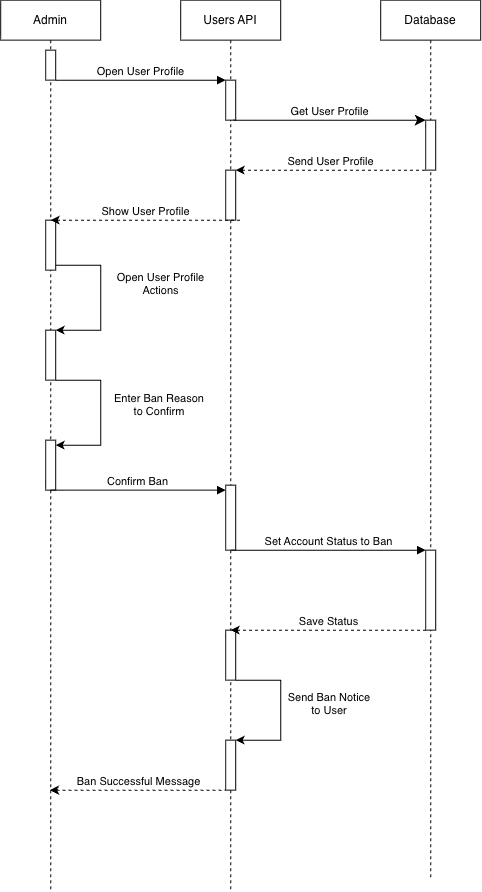 Admin
Users API
Database
Open User Profile
Get User Profile
Send User Profile
Show User Profile
Open User Profile
Actions
Enter Ban Reason
to Confirm
Confirm Ban
Set Account Status to Ban
Save Status
Send Ban Notice
to User
Ban Successful Message